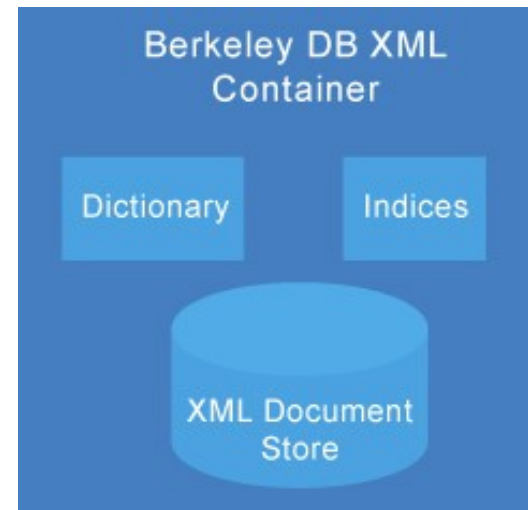 Berkeley DB XML
Container
Dictionary
Indices
XML Document
Store